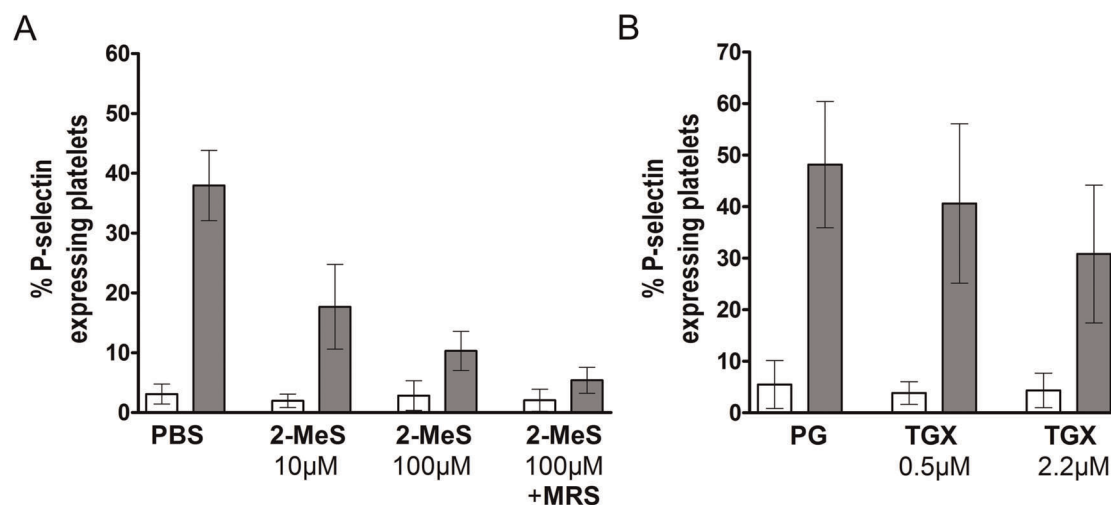 A
% P-selectin
expressing platelets
60
50
40
30
20
10
0
PBS
2-MeS
10µM
2-MeS
100µM
2-MeS
100µM
+MRS
B
% P-selectin
expressing platelets
70
60
50
40
30
20
10
0
PG
TGX
0.5µM
TGX
2.2µM